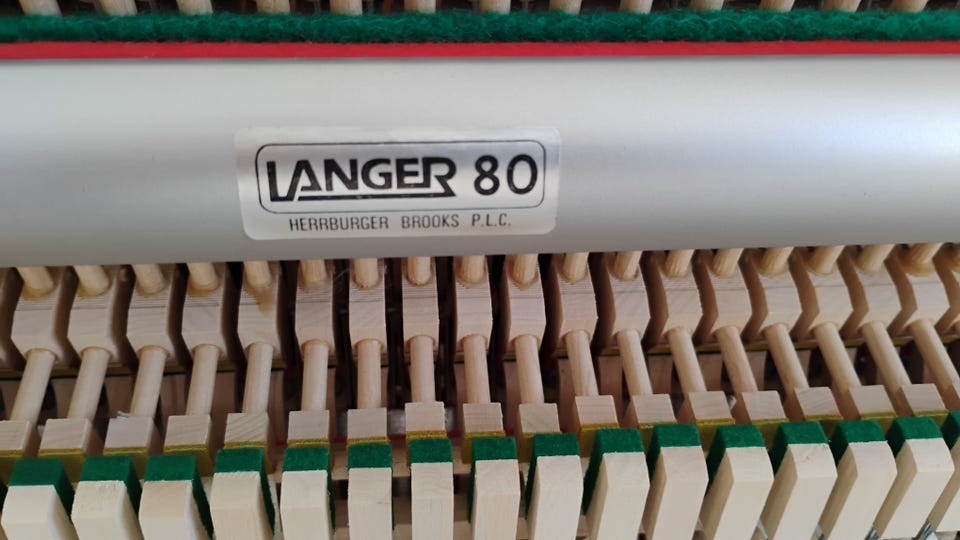 LANGER 80
HERRBURGER BROOKS P.L.C.